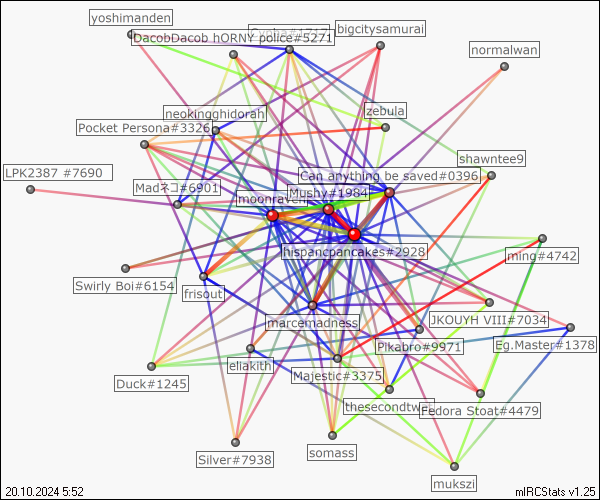 yoshimanden
DacobDacob hORNY police#5271
bigcitysamurai
normalwan
neokingghidorah
zebula
Pocket Persona#3326
shawntee9
LPK2387 #7690
Can anything be saved#0396
Madネコ#6901
Mushy#1984
moonraven
hispancpancakes#2928
ming#4742
Swirly Boi#6154
frisout
marcemadness
JKOUYH VIII#7034
Pikabro#9971
Eg.Master#1378
eliakith
Majestic#3375
Duck#1245
thesecondtwat
Fedora Stoat#4479
somass
Silver#7938
mukszi
20.10.2024 5:52
mIRCStats v1.25